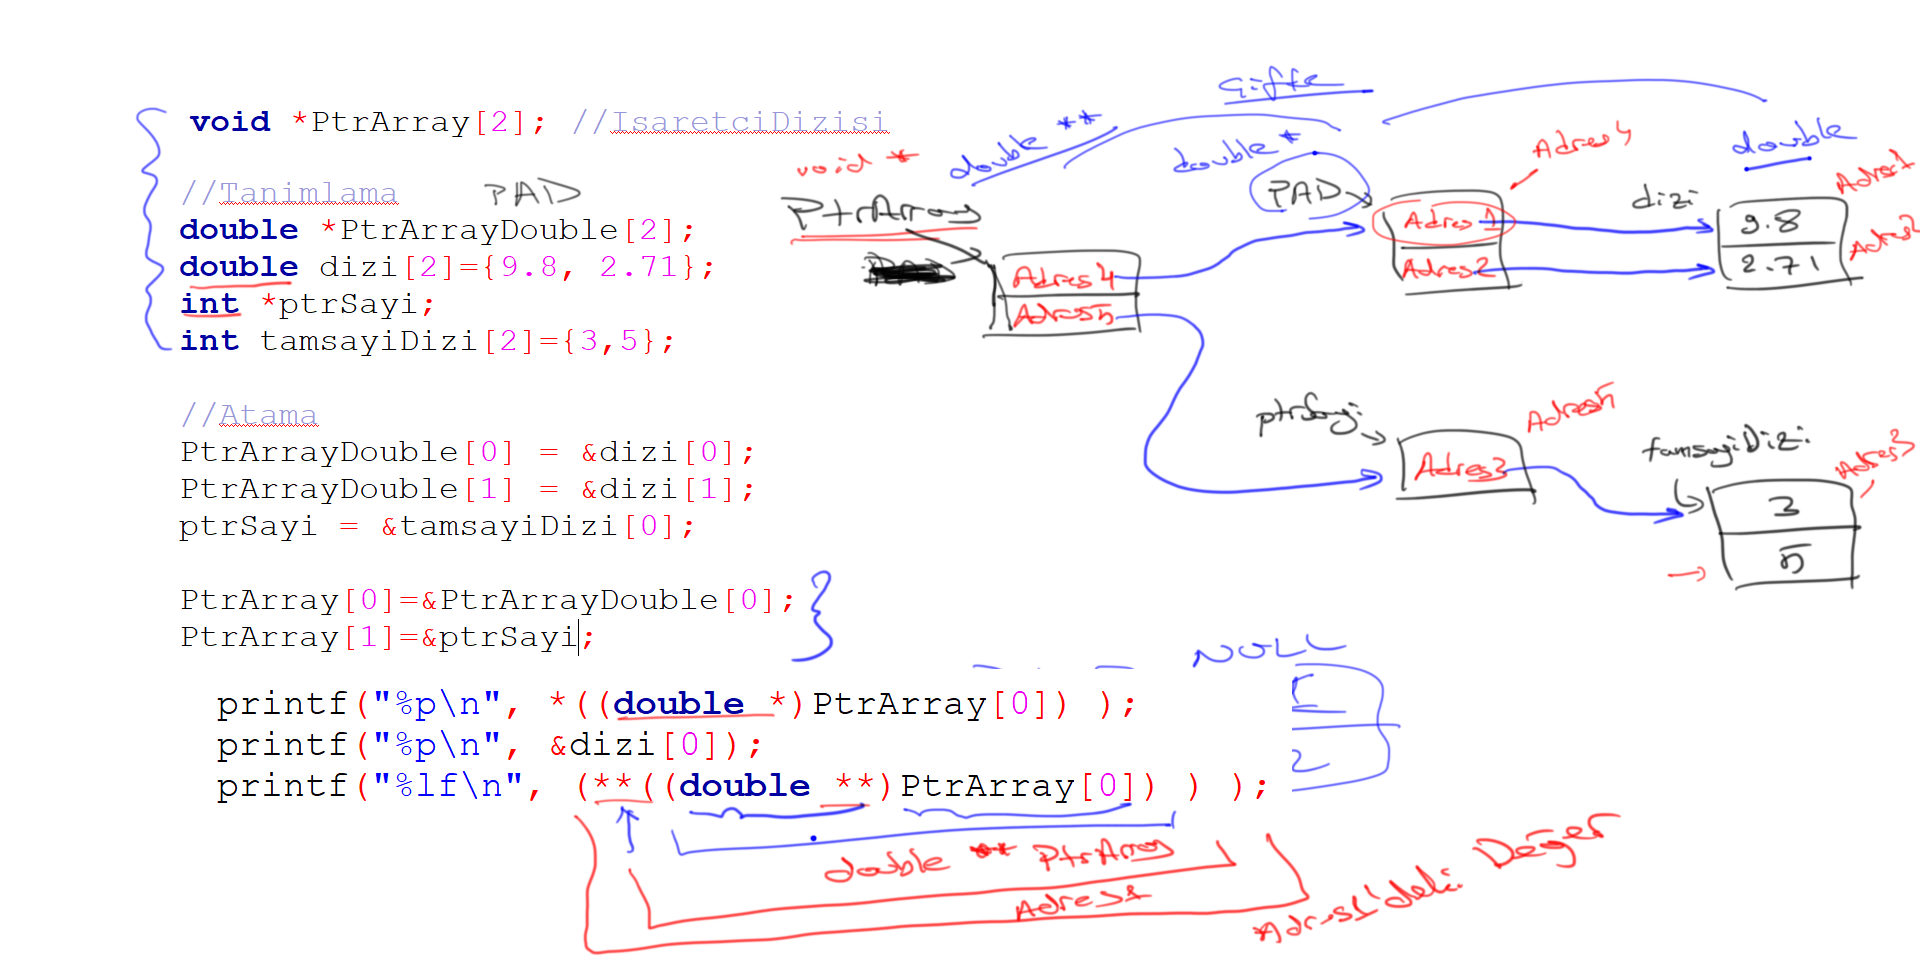 void *PtrArray[2]; //IsaretciDizisi
//Tanimlama PAD
double *PtrArrayDouble[2];
double dizi[2]={9.8, 2.71};
int *ptrSayi;
int tamsayiDizi[2]={3,5};
//Atama
PtrArrayDouble[0] = &dizi[0];
PtrArrayDouble[1] = &dizi[1];
ptrSayi = &tamsayiDizi[0];
PtrArray[0]=&PtrArrayDouble[0];
PtrArray[1]=&ptrSayi;
printf("%p\n", *((double *)PtrArray[0]) );
printf("%p\n", &dizi[0]);
printf("%lf\n", (**((double **)PtrArray[0]) ) );
Çiffte
void *
double **
double *
double
PtrArray
PAD
Adres4
dizi
Adres1
Adres 1
9.8
Adres2
Adres2
2.71
Adres4
Adres5
ptrSayi
Adres5
Adres3
tamsayiDizi
Adres3
3
5
NULL
2
double ** PtrArray
Adres1
*Adres1'deki Değer